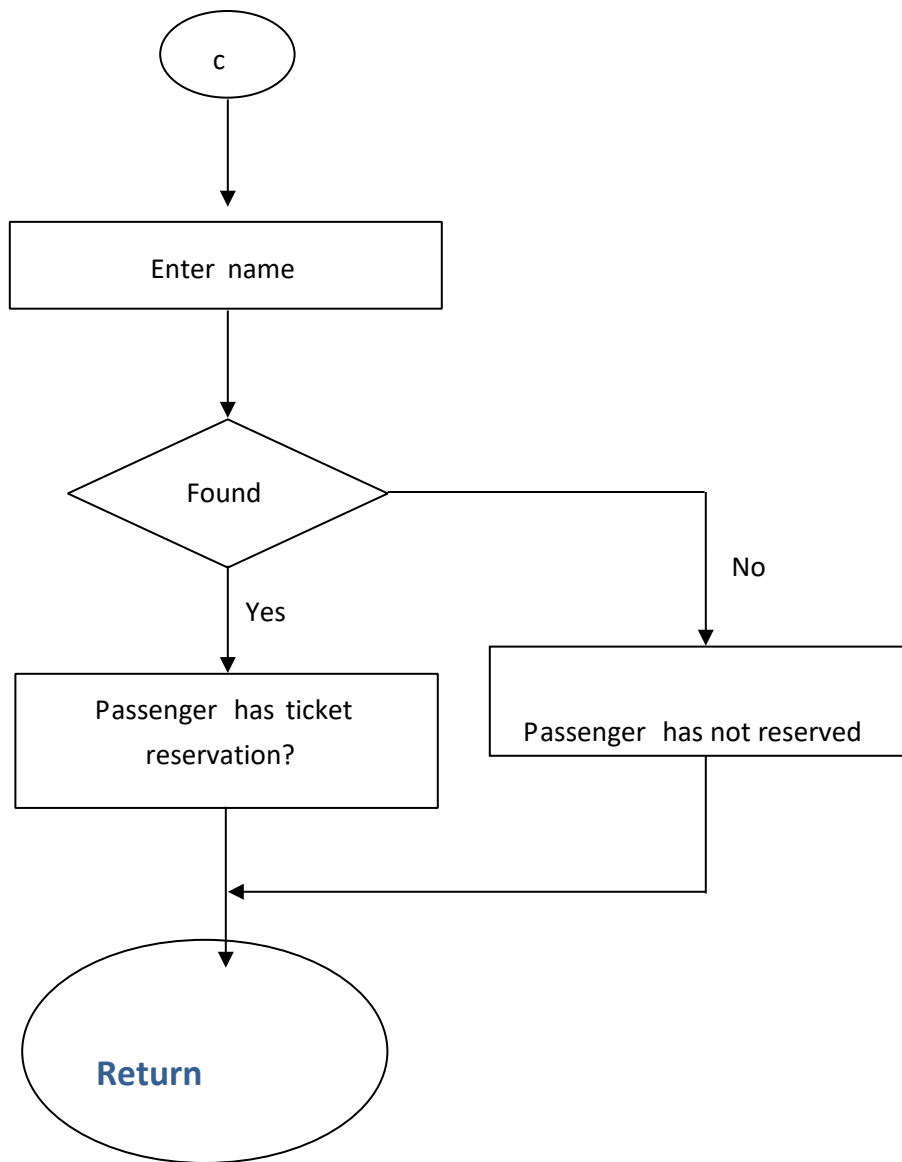 c
Enter name
Found
No
Yes
Passenger has ticket
reservation?
Passenger has not reserved
Return